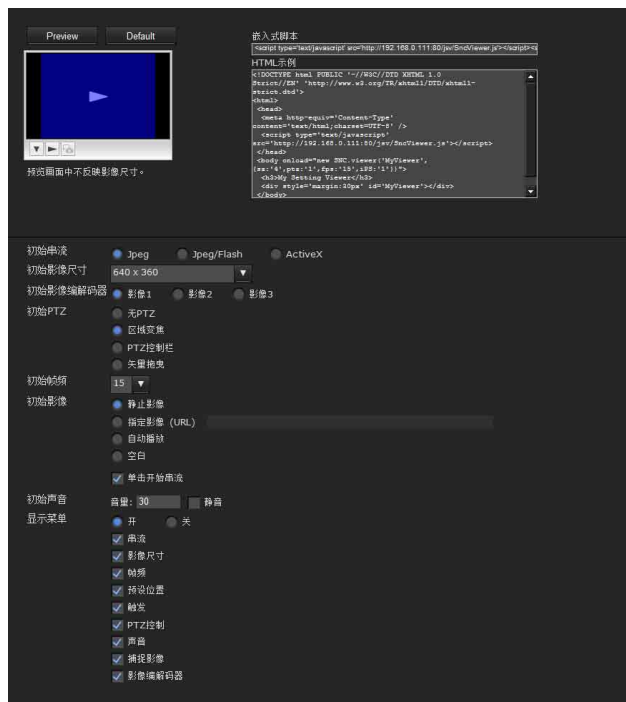 Preview Default
预览画面中不反映影像尺寸。
嵌入式脚本
<script type='text/javascript' src='http://192.168.0.111:80/jsv/SncViewer.js'></script><s
HTML示例
<!DOCTYPE html PUBLIC '-//W3C//DTD XHTML 1.0
Strict//EN' 'http://www.w3.org/TR/xhtml1/DTD/xhtml1-
strict.dtd'>
<html>
<head>
<meta http-equiv='Content-Type'
content='text/html;charset=UTF-8' />
<script type='text/javascript'
src='http://192.168.0.111:80/jsv/SncViewer.js'></script>
</head>
<body onload="new SNC.viewer('MyViewer',
{ss:'4',ptz:'1',fps:'15',iPS:'1'})">
<h3>My Setting Viewer</h3>
<div style='margin:30px' id='MyViewer'></div>
</body>
初始串流 Jpeg Jpeg/Flash ActiveX
初始影像尺寸 640 x 360
初始影像编解码器 影像1 影像2 影像3
初始PTZ 无PTZ
区域变焦
PTZ控制栏
矢量拖曳
初始帧频 15
初始影像 静止影像
指定影像 (URL)
自动播放
空白
单击开始串流
初始声音 音量: 30 静音
显示菜单 开 关
串流
影像尺寸
帧频
预设位置
触发
PTZ控制
声音
捕捉影像
影像编解码器